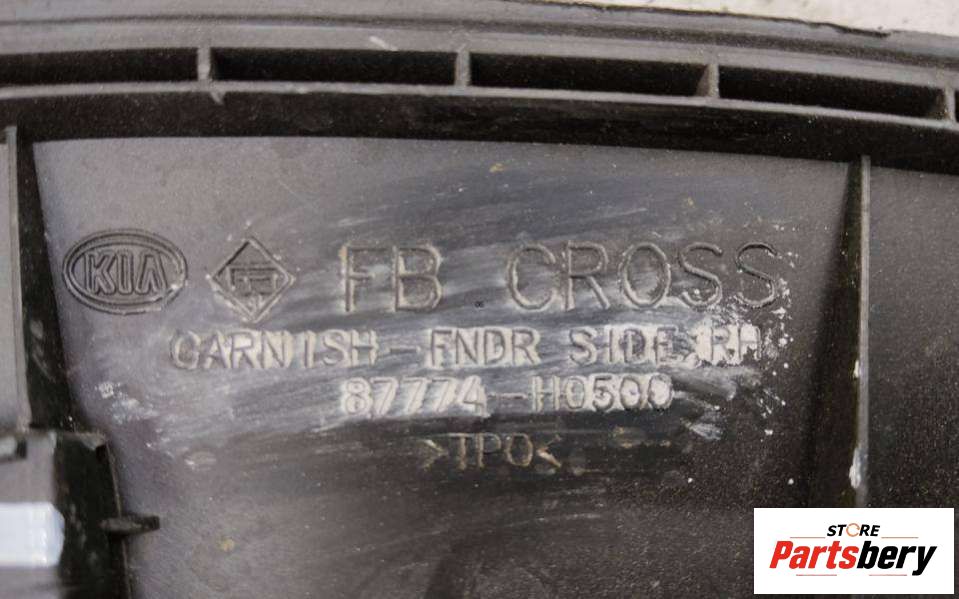 KIA FB CROSS
GARNISH-FNDR SIDE, RH
87774-H0500
>TPO<
STORE
Partsbery